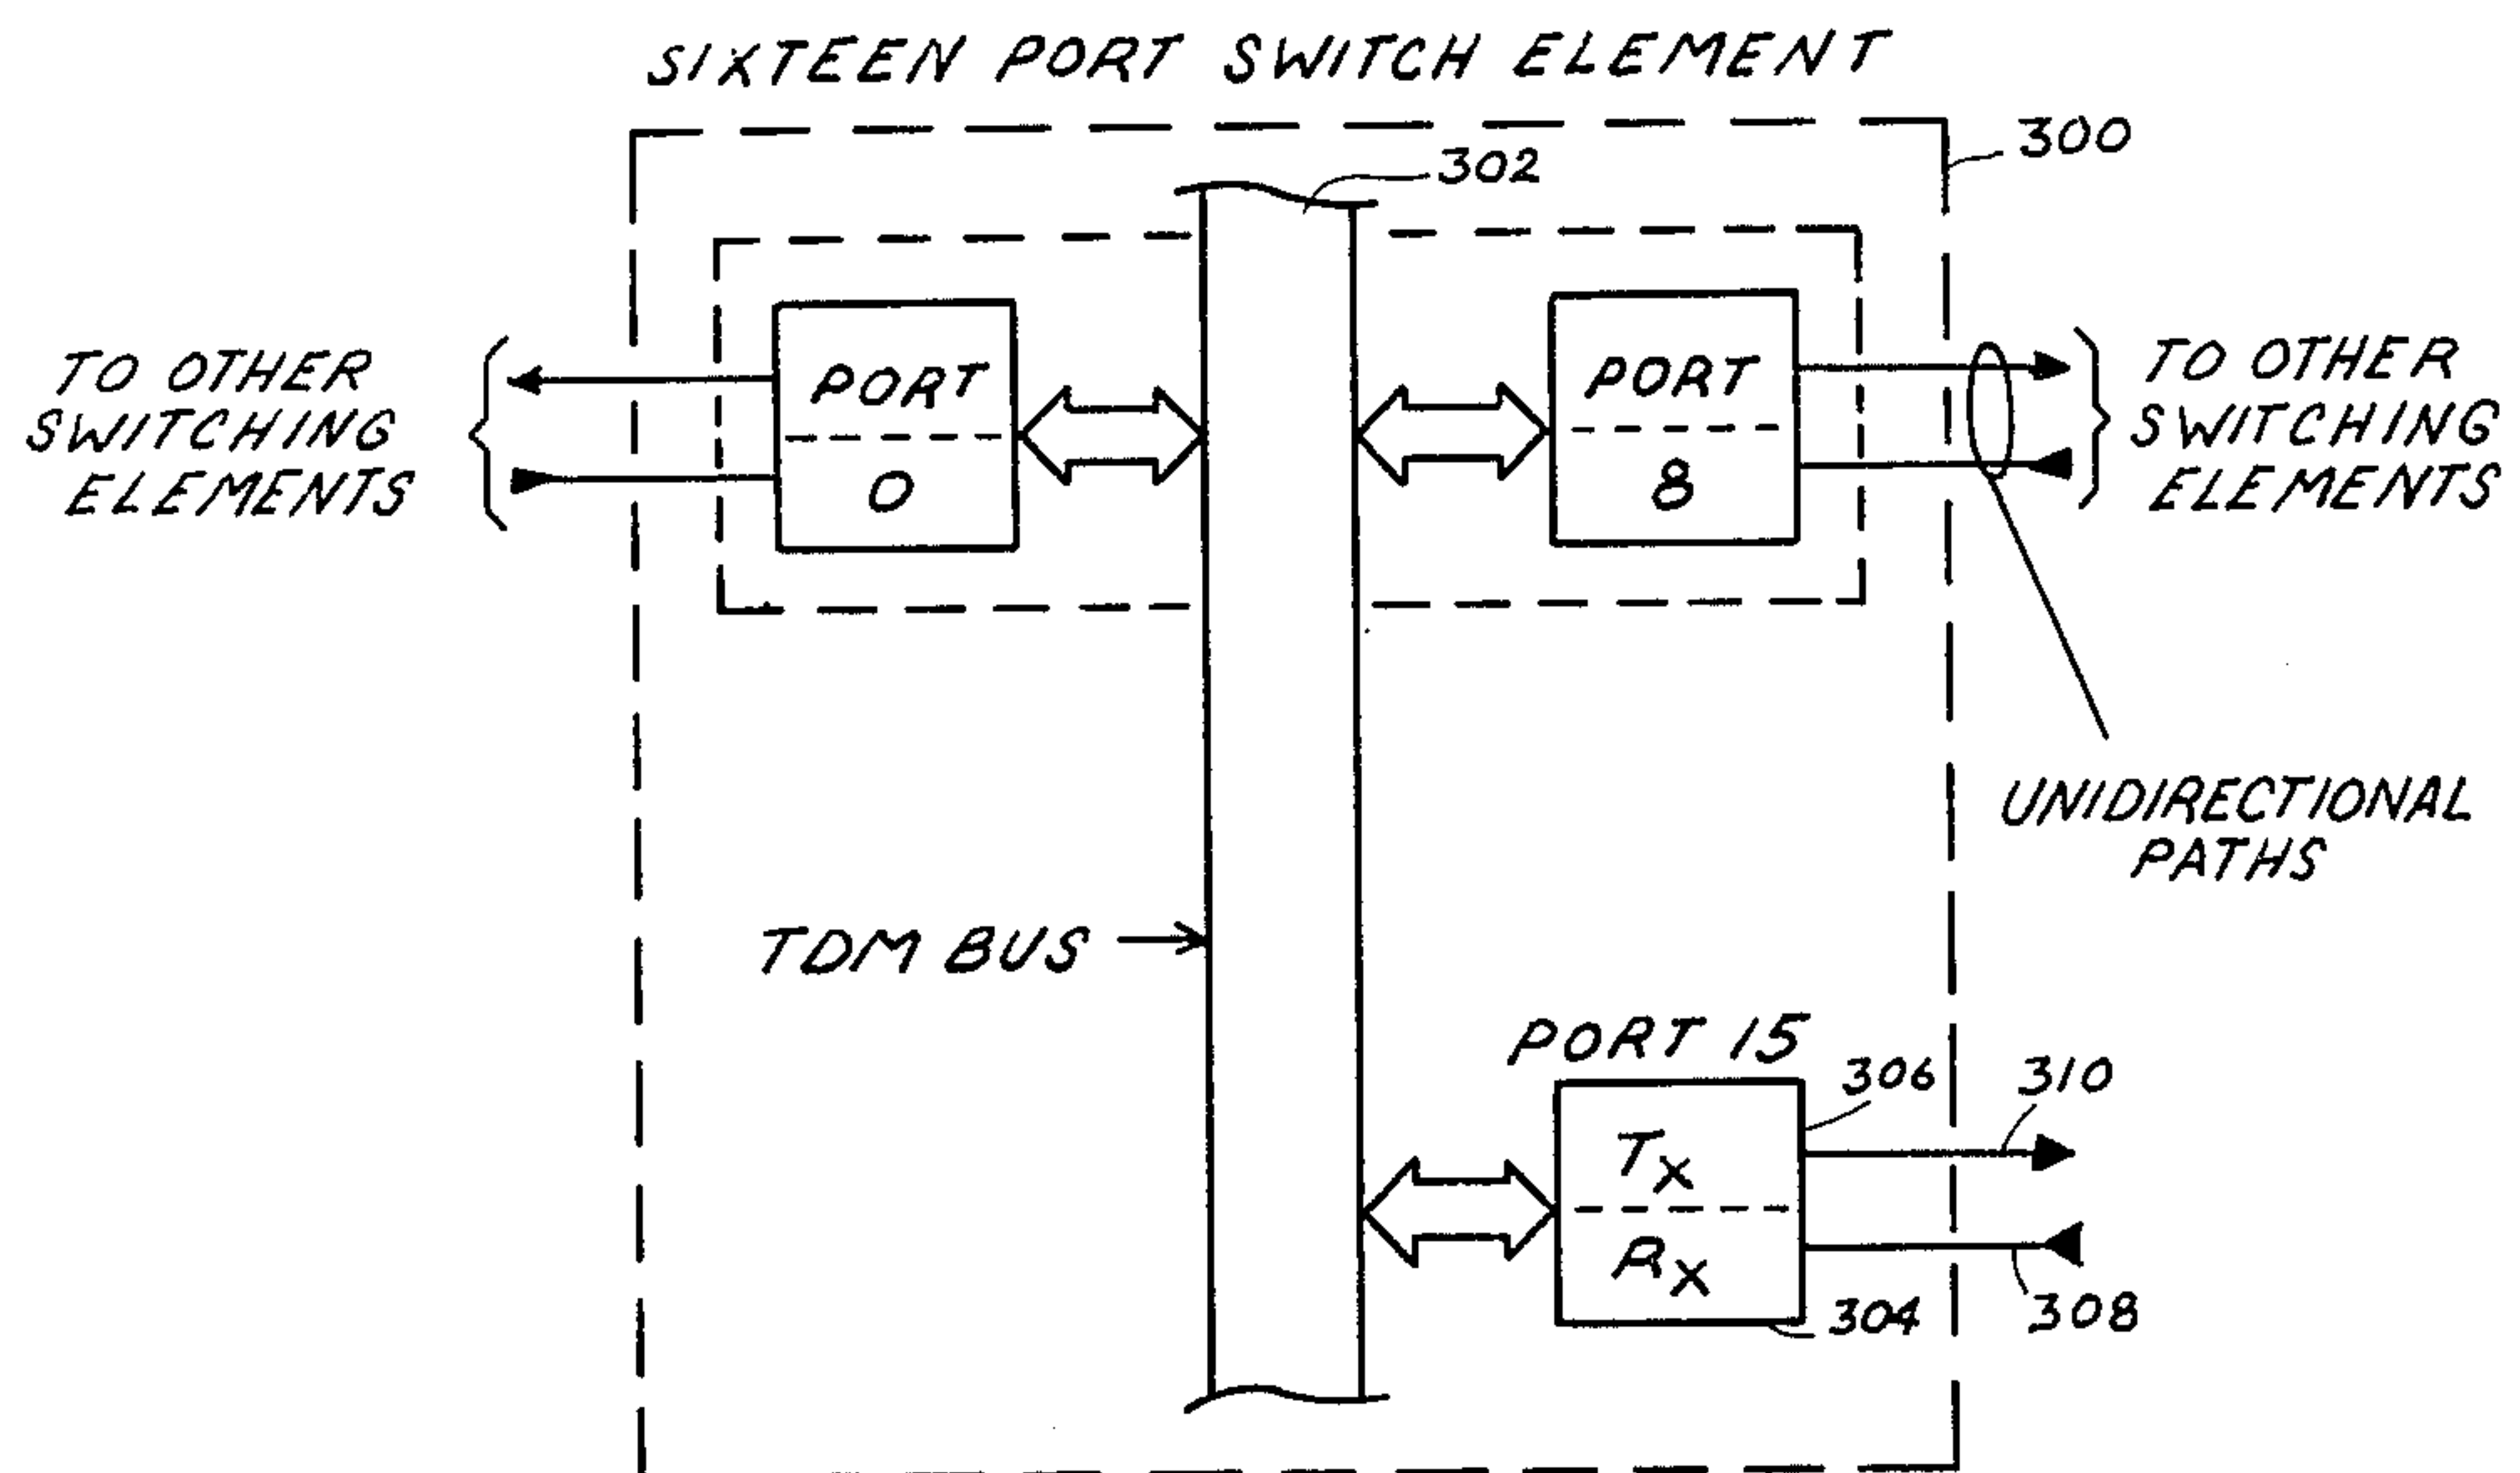 SIXTEEN PORT SWITCH ELEMENT
300
302
TO OTHER
SWITCHING
ELEMENTS
PORT
0
PORT
8
TO OTHER
SWITCHING
ELEMENTS
UNIDIRECTIONAL
PATHS
TDM BUS
PORT 15
306
310
TX
RX
304
308